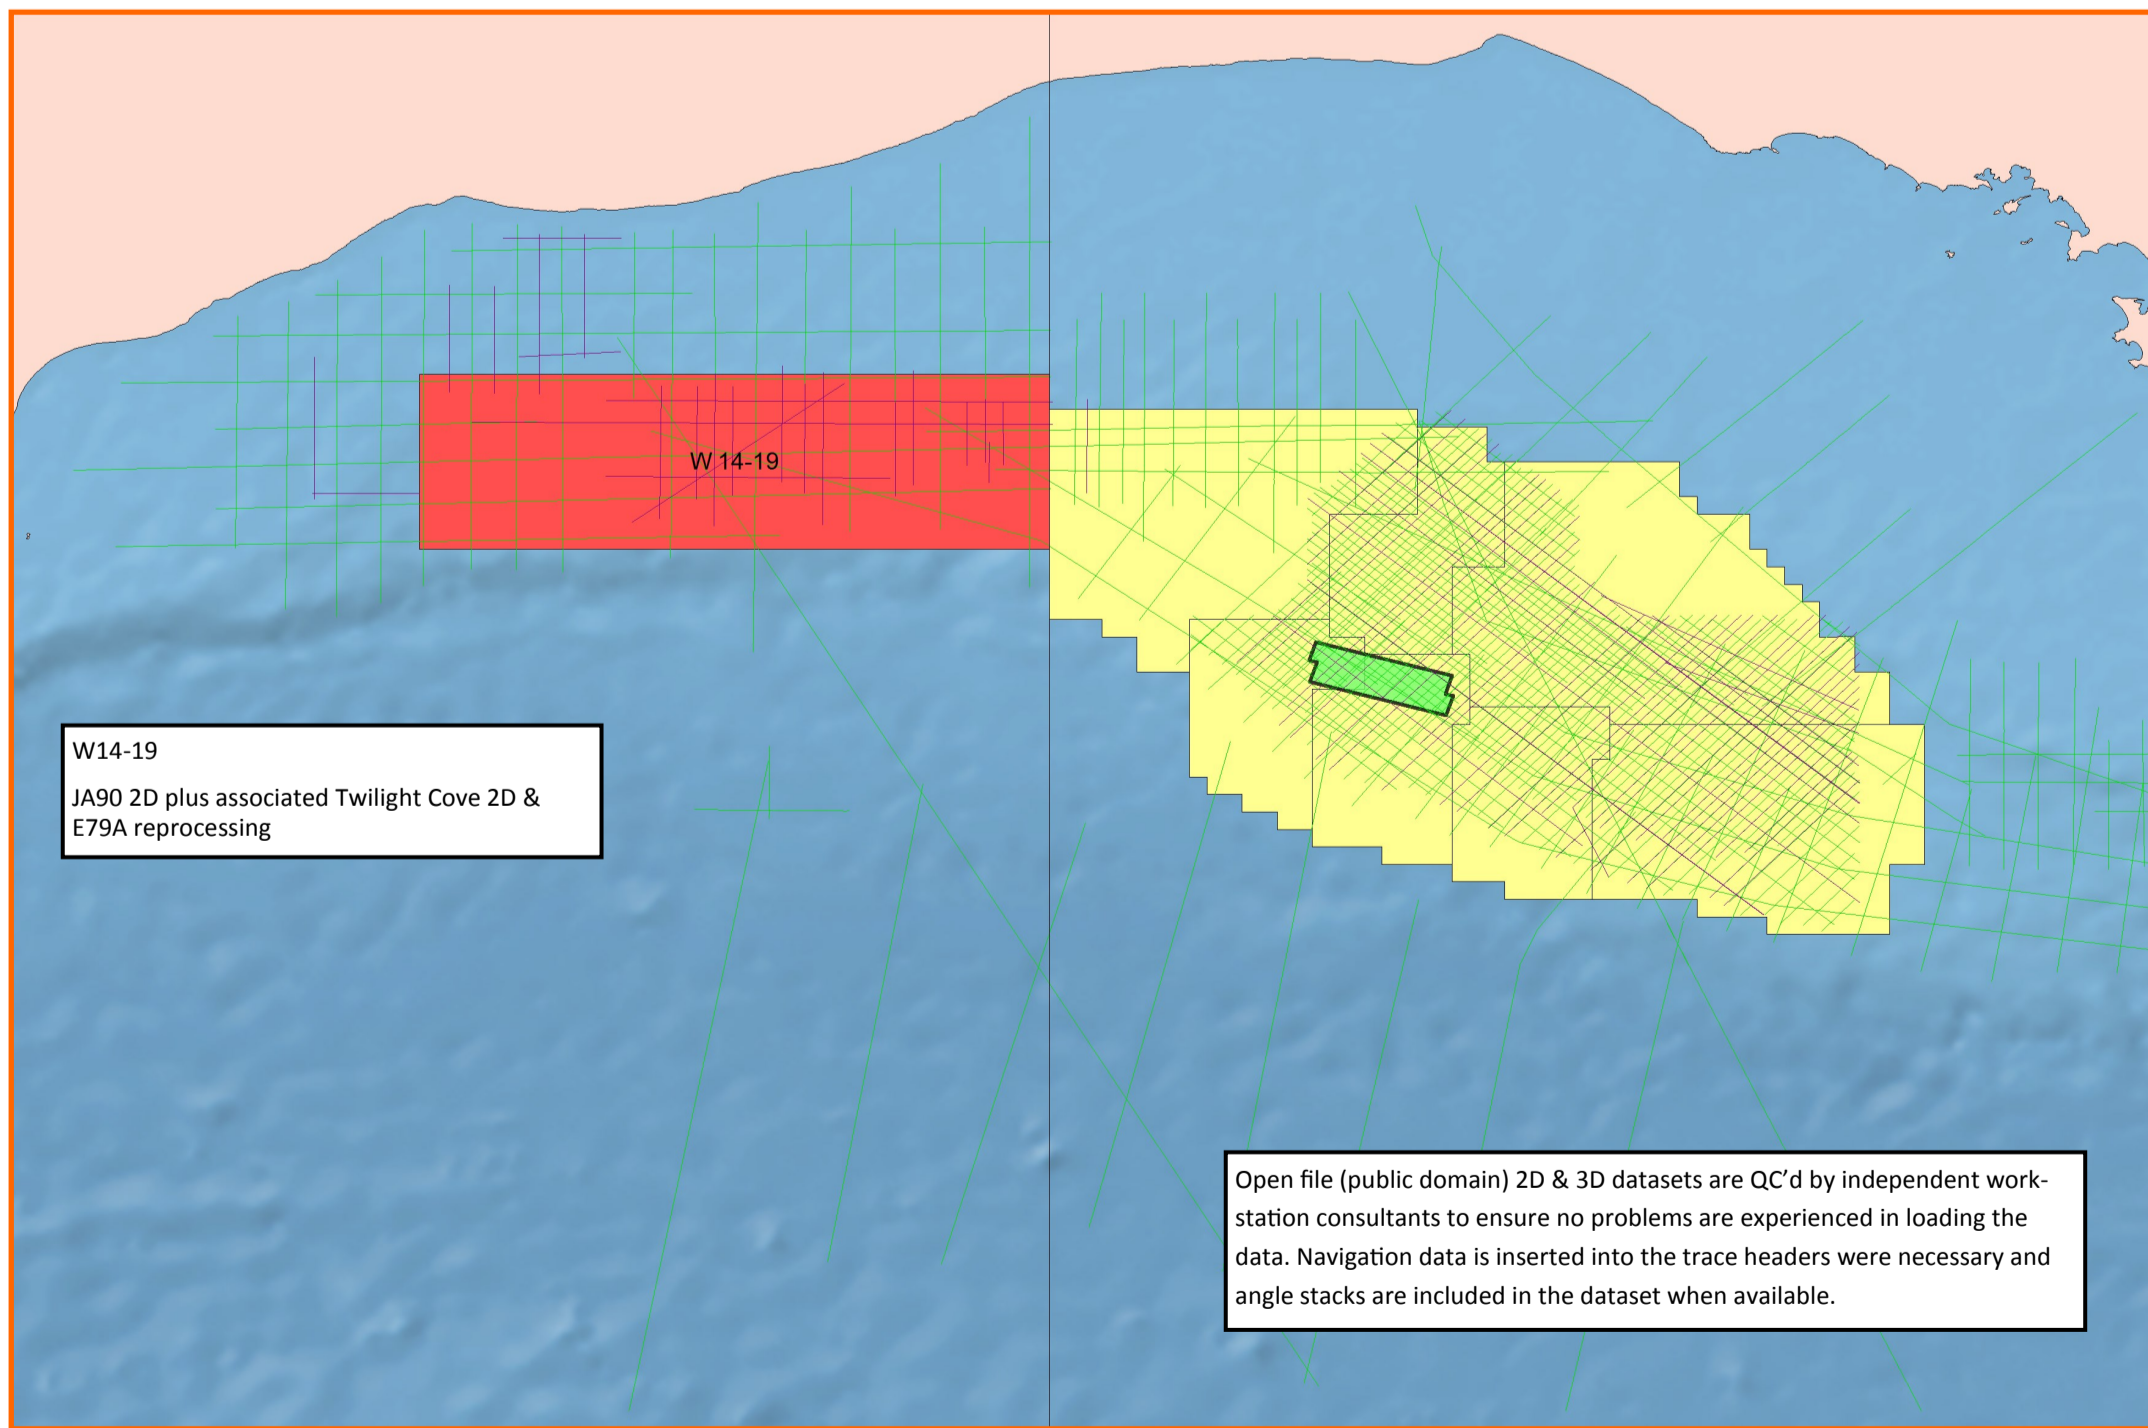 W 14-19
W14-19
JA90 2D plus associated Twilight Cove 2D &
E79A reprocessing
Open file (public domain) 2D & 3D datasets are QC’d by independent work-
station consultants to ensure no problems are experienced in loading the
data. Navigation data is inserted into the trace headers were necessary and
angle stacks are included in the dataset when available.